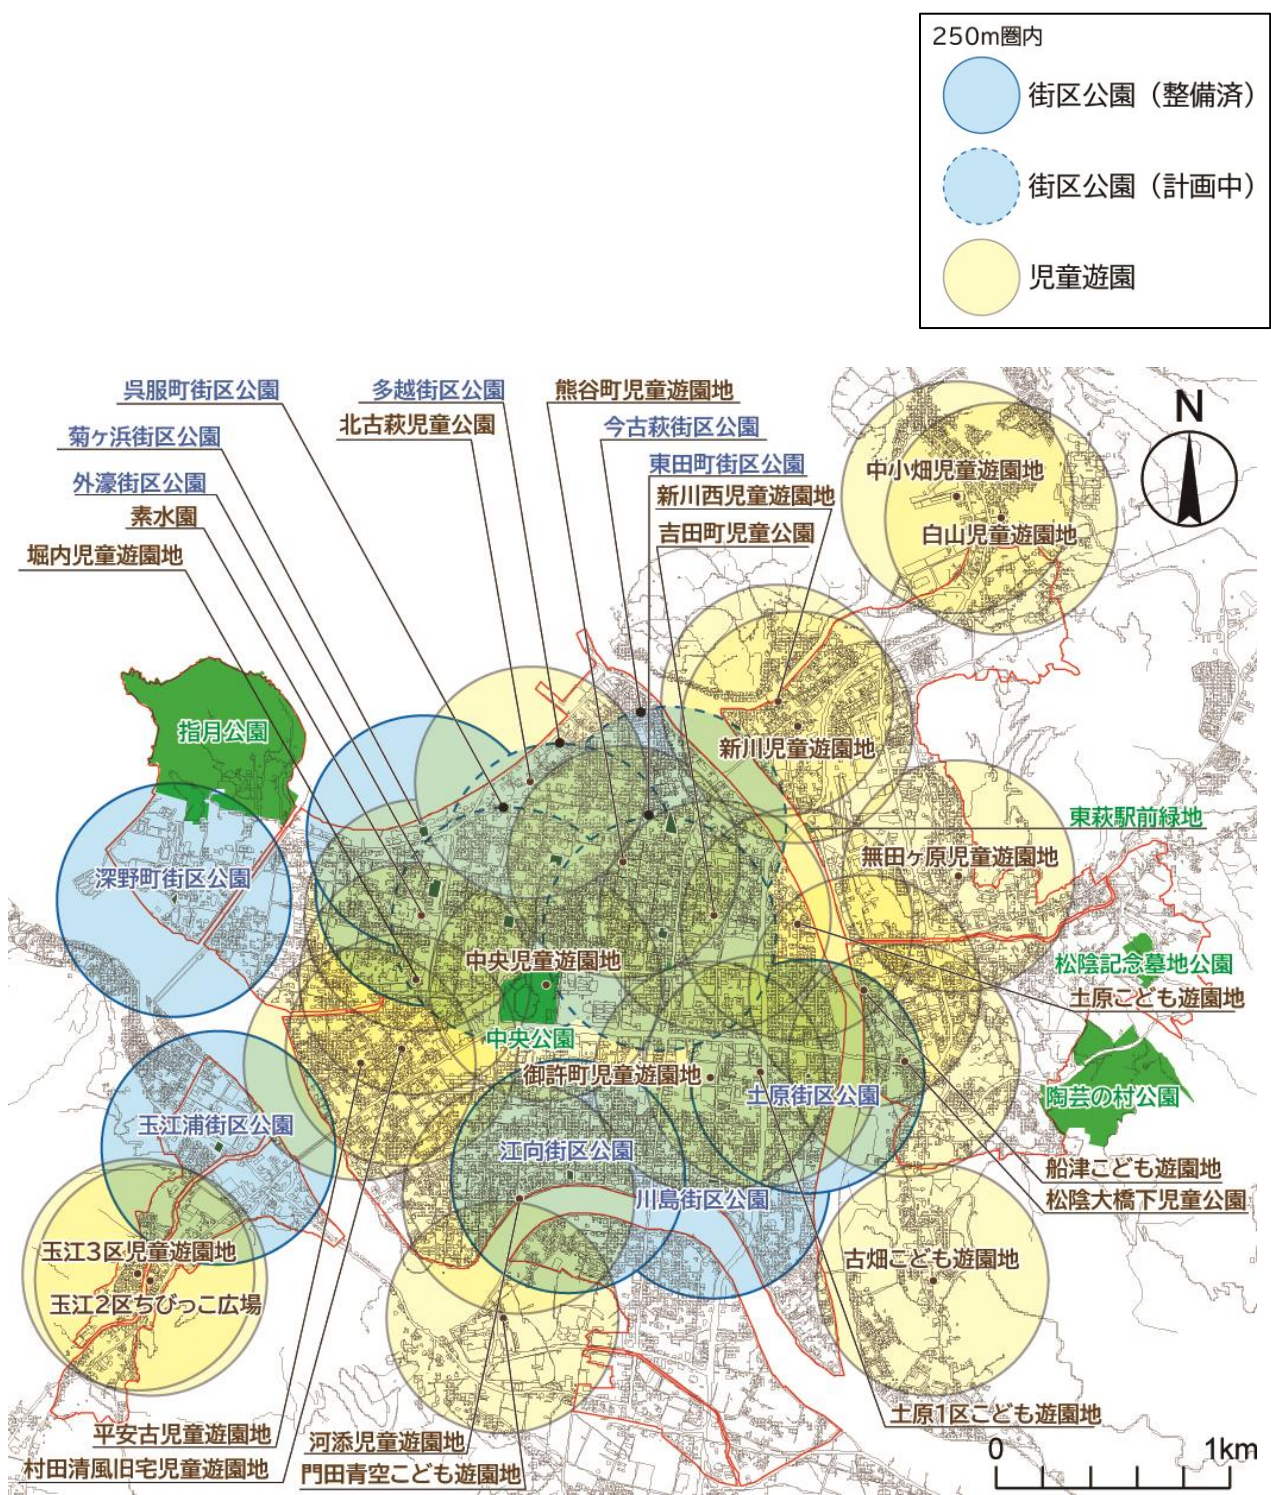 250m圏内
街区公園（整備済）
街区公園（計画中）
児童遊園
呉服町街区公園
多越街区公園
熊谷町児童遊園地
北古萩児童公園
今古萩街区公園
菊ヶ浜街区公園
東田町街区公園
外濠街区公園
新川西児童遊園地
素水園
吉田町児童公園
堀内児童遊園地
N
中小畑児童遊園地
白山児童遊園地
指月公園
新川児童遊園地
東萩駅前緑地
無田ヶ原児童遊園地
深野町街区公園
中央児童遊園地
松陰記念墓地公園
土原こども遊園地
中央公園
御許町児童遊園地
土原街区公園
陶芸の村公園
玉江浦街区公園
江向街区公園
船津こども遊園地
川島街区公園
松陰大橋下児童公園
玉江3区児童遊園地
古畑こども遊園地
玉江2区ちびっこ広場
土原1区こども遊園地
平安古児童遊園地
河添児童遊園地
村田清風旧宅児童遊園地
門田青空こども遊園地
0 1km